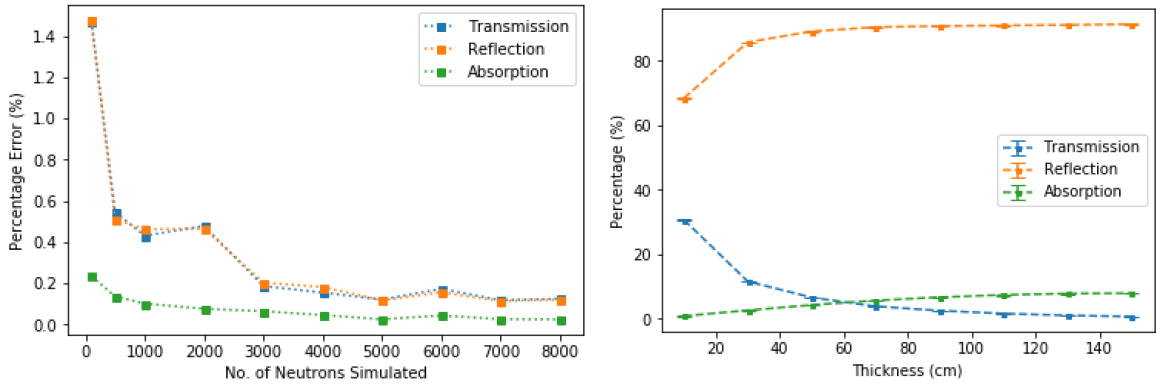 Percentage Error (%)
1.4
1.2
1.0
0.8
0.6
0.4
0.2
0.0
Transmission
Reflection
Absorption
0 1000 2000 3000 4000 5000 6000 7000 8000
No. of Neutrons Simulated
Percentage (%)
80
60
40
20
0
Transmission
Reflection
Absorption
20 40 60 80 100 120 140
Thickness (cm)